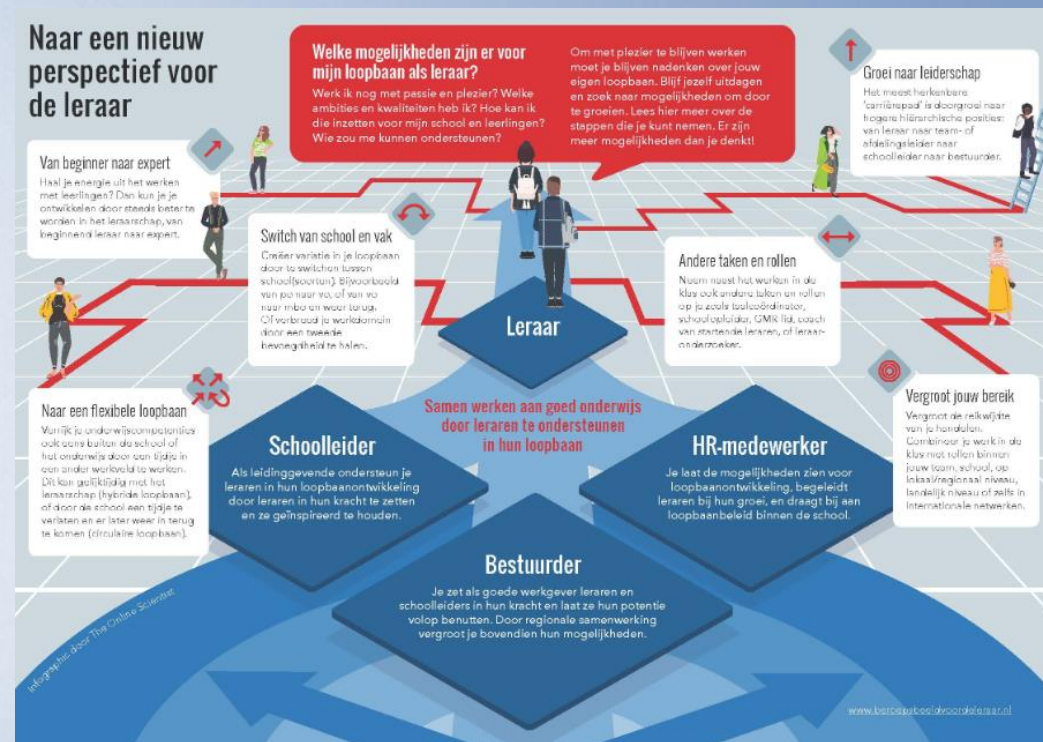 Naar een nieuw
perspectief voor
de leraar
Welke mogelijkheden zijn er voor
mijn loopbaan als leraar?
Werk ik nog met passie en plezier? Welke
ambities en kwaliteiten heb ik? Hoe kan ik
die inzetten voor mijn school en leerlingen?
Wie zou me kunnen ondersteunen?
Om met plezier te blijven werken
moet je blijven nadenken over jouw
eigen loopbaan. Blijf jezelf uitdagen
en zoek naar mogelijkheden om door
te groeien. Lees hier meer over de
stappen die je kunt nemen. Er zijn
meer mogelijkheden dan je denkt!
Groei naar leiderschap
Het meest herkenbare
'carrièrepad' is doorgroei naar
hogere hiërarchische posities:
van leraar naar team- of
afdelingsleider naar
schoolleider naar bestuurder.
Van beginner naar expert
Haal je energie uit het werken
met leerlingen? Dan kun je je
ontwikkelen door steeds beter te
worden in het leraarschap, van
beginnend leraar naar expert.
Switch van school en vak
Creëer variatie in je loopbaan
door te switchen tussen
school(soorten). Bijvoorbeeld
van po naar vo, of van vo
naar mbo en weer terug.
Of verbreed je werkdomein
door een tweede
bevoegdheid te halen.
Andere taken en rollen
Neem naast het werken in de
klas ook andere taken en rollen
op je zoals taalcoördinator,
schoolopleider, GMR-lid, coach
van startende leraren, of leraar-
onderzoeker.
Leraar
Naar een flexibele loopbaan
Verrijk je onderwijscompetenties
ook eens buiten de school of
het onderwijs door een tijdje in
een ander werkveld te werken.
Dit kan gelijktijdig met het
leraarschap (hybride loopbaan),
of door de school een tijdje te
verlaten en er later weer in terug
te komen (circulaire loopbaan).
Samen werken aan goed onderwijs
door leraren te ondersteunen
in hun loopbaan
Vergroot jouw bereik
Vergroot de reikwijdte
van je handelen.
Combineer je werk in de
klas met rollen binnen
jouw team, school, op
lokaal/regionaal niveau,
landelijk niveau of zelfs in
internationale netwerken.
Schoolleider
Als leidinggevende ondersteun je
leraren in hun loopbaanontwikkeling
door leraren in hun kracht te zetten
en ze geïnspireerd te houden.
HR-medewerker
Je laat de mogelijkheden zien voor
loopbaanontwikkeling, begeleidt
leraren bij hun groei, en draagt bij aan
loopbaanbeleid binnen de school.
Bestuurder
Je zet als goede werkgever leraren en
schoolleiders in hun kracht en laat ze hun potentie
volop benutten. Door regionale samenwerking
vergroot je bovendien hun mogelijkheden.
Infographic door The Online Scientist
www.beroepsbeeldvoordeleraar.nl